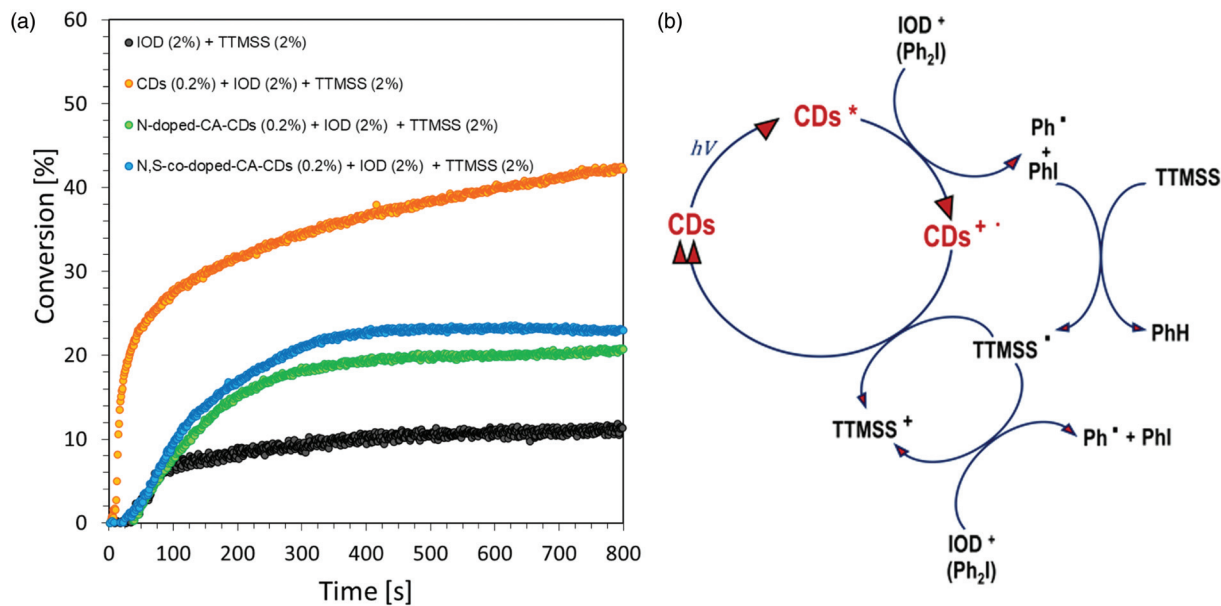 (a)
60
50
40
30
20
10
0
Conversion [%]
IOD (2%) + TTMSS (2%)
CDs (0.2%) + IOD (2%) + TTMSS (2%)
N-doped-CA-CDs (0.2%) + IOD (2%) + TTMSS (2%)
N,S-co-doped-CA-CDs (0.2%) + IOD (2%) + TTMSS (2%)
0 100 200 300 400 500 600 700 800
Time [s]
(b)
IOD +
(Ph2I)
CDs *
hV
Ph ▪
+
PhI
TTMSS
CDs
CDs + ·
TTMSS ▪
PhH
TTMSS +
Ph ▪ + PhI
IOD +
(Ph2I)